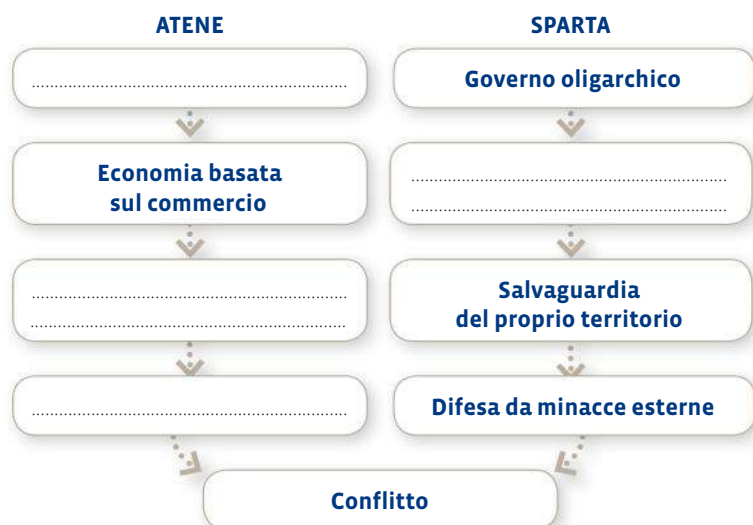 ATENE
SPARTA
Governo oligarchico
Economia basata
sul commercio
Salvaguardia
del proprio territorio
Difesa da minacce esterne
Conflitto